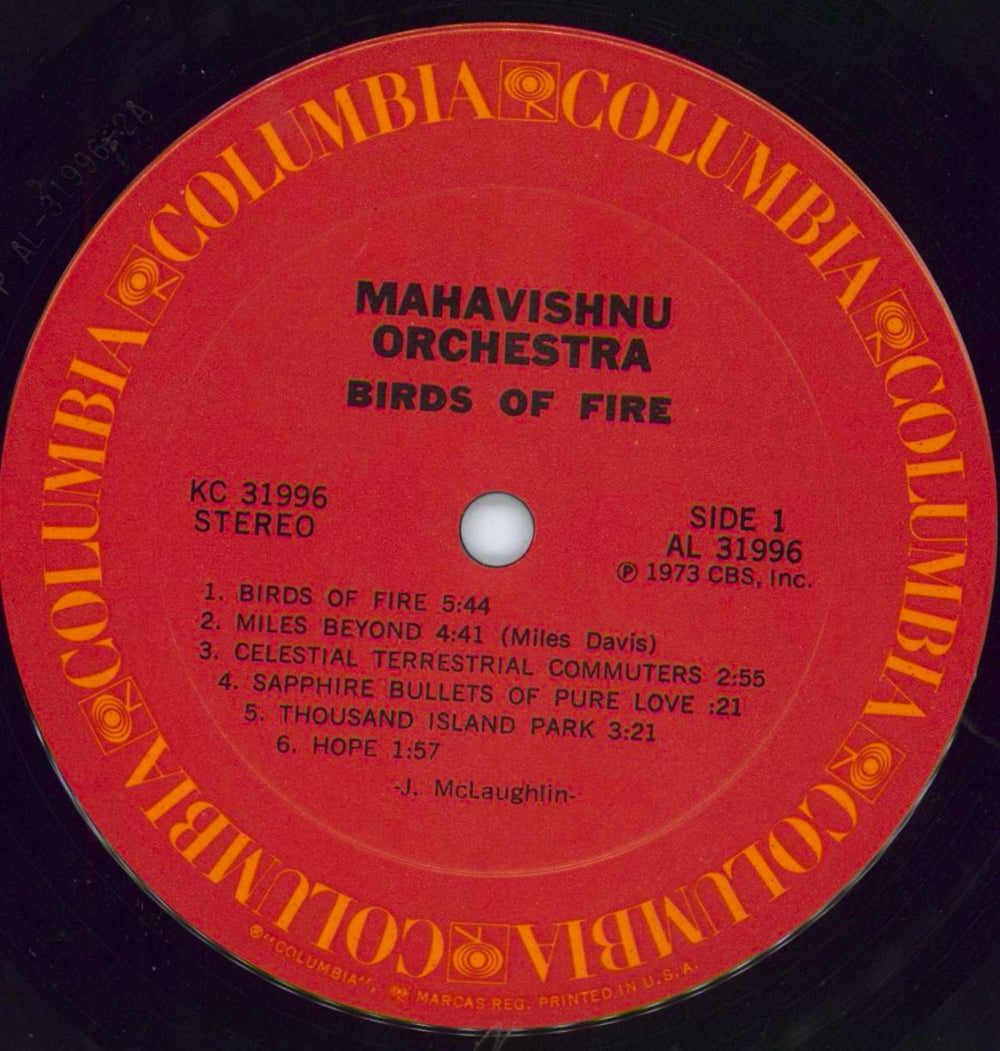 COLUMBIA COLUMBIA COLUMBIA COLUMBIA COLUMBIA COLUMBIA
MAHAVISHNU
ORCHESTRA
BIRDS OF FIRE
KC 31996
STEREO
SIDE 1
AL 31996
Ⓟ 1973 CBS, Inc.
1. BIRDS OF FIRE 5:44
2. MILES BEYOND 4:41 (Miles Davis)
3. CELESTIAL TERRESTRIAL COMMUTERS 2:55
4. SAPPHIRE BULLETS OF PURE LOVE :21
5. THOUSAND ISLAND PARK 3:21
6. HOPE 1:57
-J. McLaughlin-
®"COLUMBIA", MARCAS REG. PRINTED IN U.S.A.
P AL-31996-2A